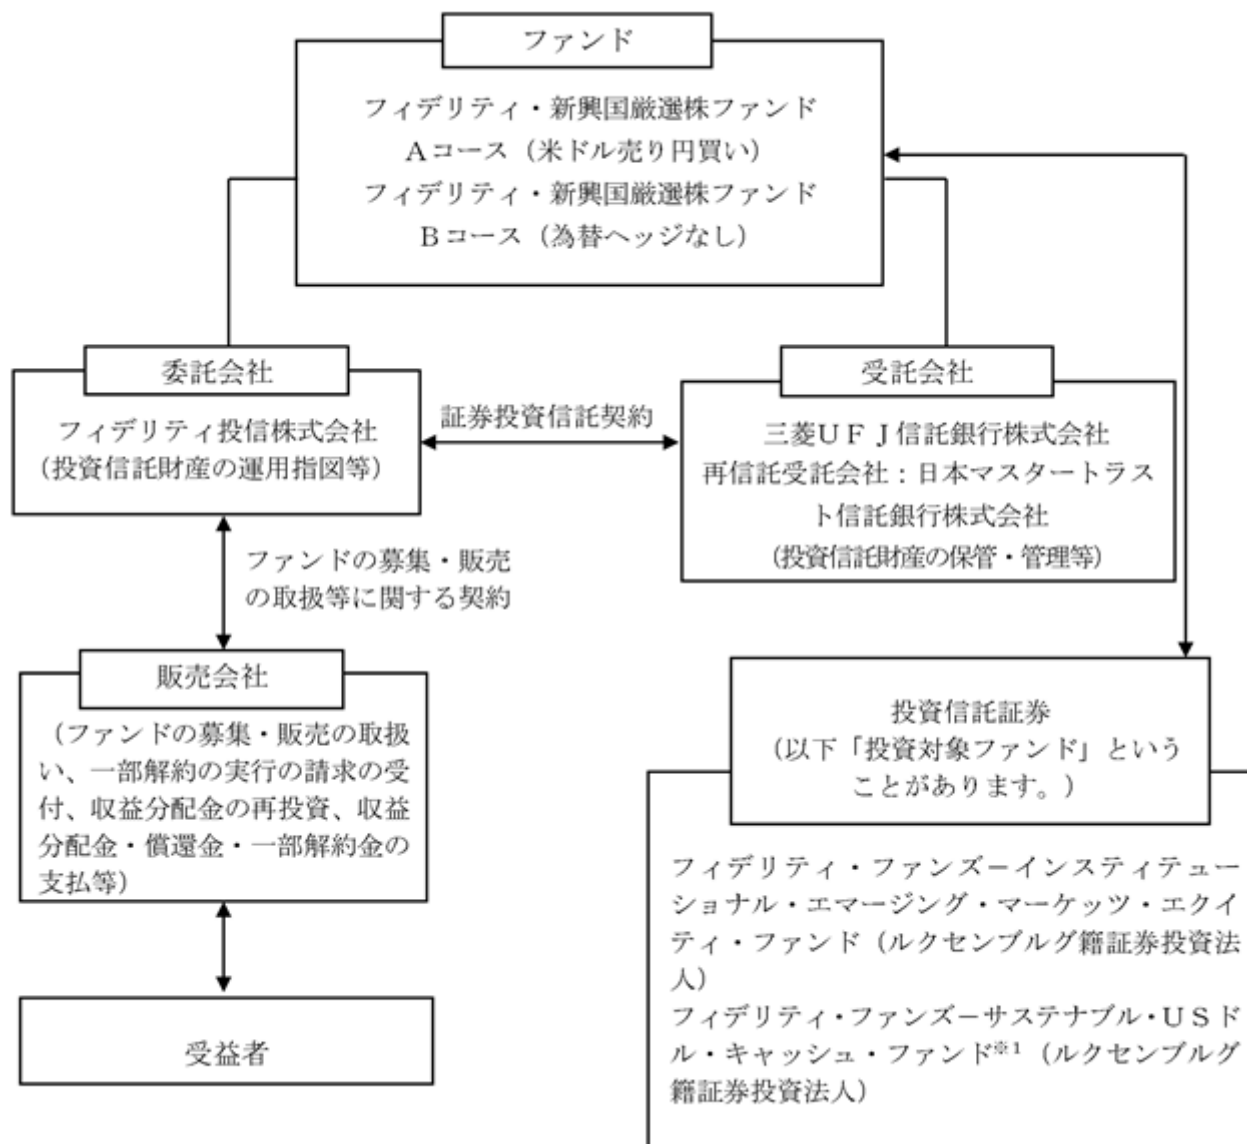 ファンド
フィデリティ・新興国厳選株ファンド
Aコース（米ドル売り円買い）
フィデリティ・新興国厳選株ファンド
Bコース（為替ヘッジなし）
委託会社
フィデリティ投信株式会社
（投資信託財産の運用指図等）
証券投資信託契約
受託会社
三菱UFJ信託銀行株式会社
再信託受託会社：日本マスタートラス
ト信託銀行株式会社
（投資信託財産の保管・管理等）
ファンドの募集・販売
の取扱等に関する契約
販売会社
（ファンドの募集・販売の取扱
い、一部解約の実行の請求の受
付、収益分配金の再投資、収益
分配金・償還金・一部解約金の
支払等）
受益者
投資信託証券
（以下「投資対象ファンド」という
ことがあります。）
フィデリティ・ファンズ－インスティテュー
ショナル・エマージング・マーケッツ・エクイ
ティ・ファンド（ルクセンブルグ籍証券投資法
人）
フィデリティ・ファンズ－サステナブル・USド
ル・キャッシュ・ファンド※1（ルクセンブルグ
籍証券投資法人）